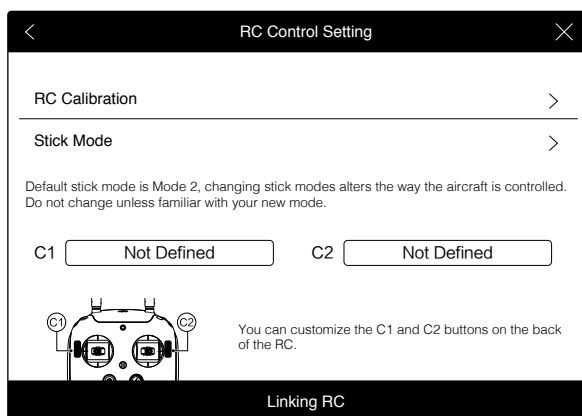 RC Control Setting
RC Calibration
Stick Mode
Default stick mode is Mode 2, changing stick modes alters the way the aircraft is controlled.
Do not change unless familiar with your new mode.
C1 Not Defined C2 Not Defined
C1 C2
You can customize the C1 and C2 buttons on the back
of the RC.
Linking RC